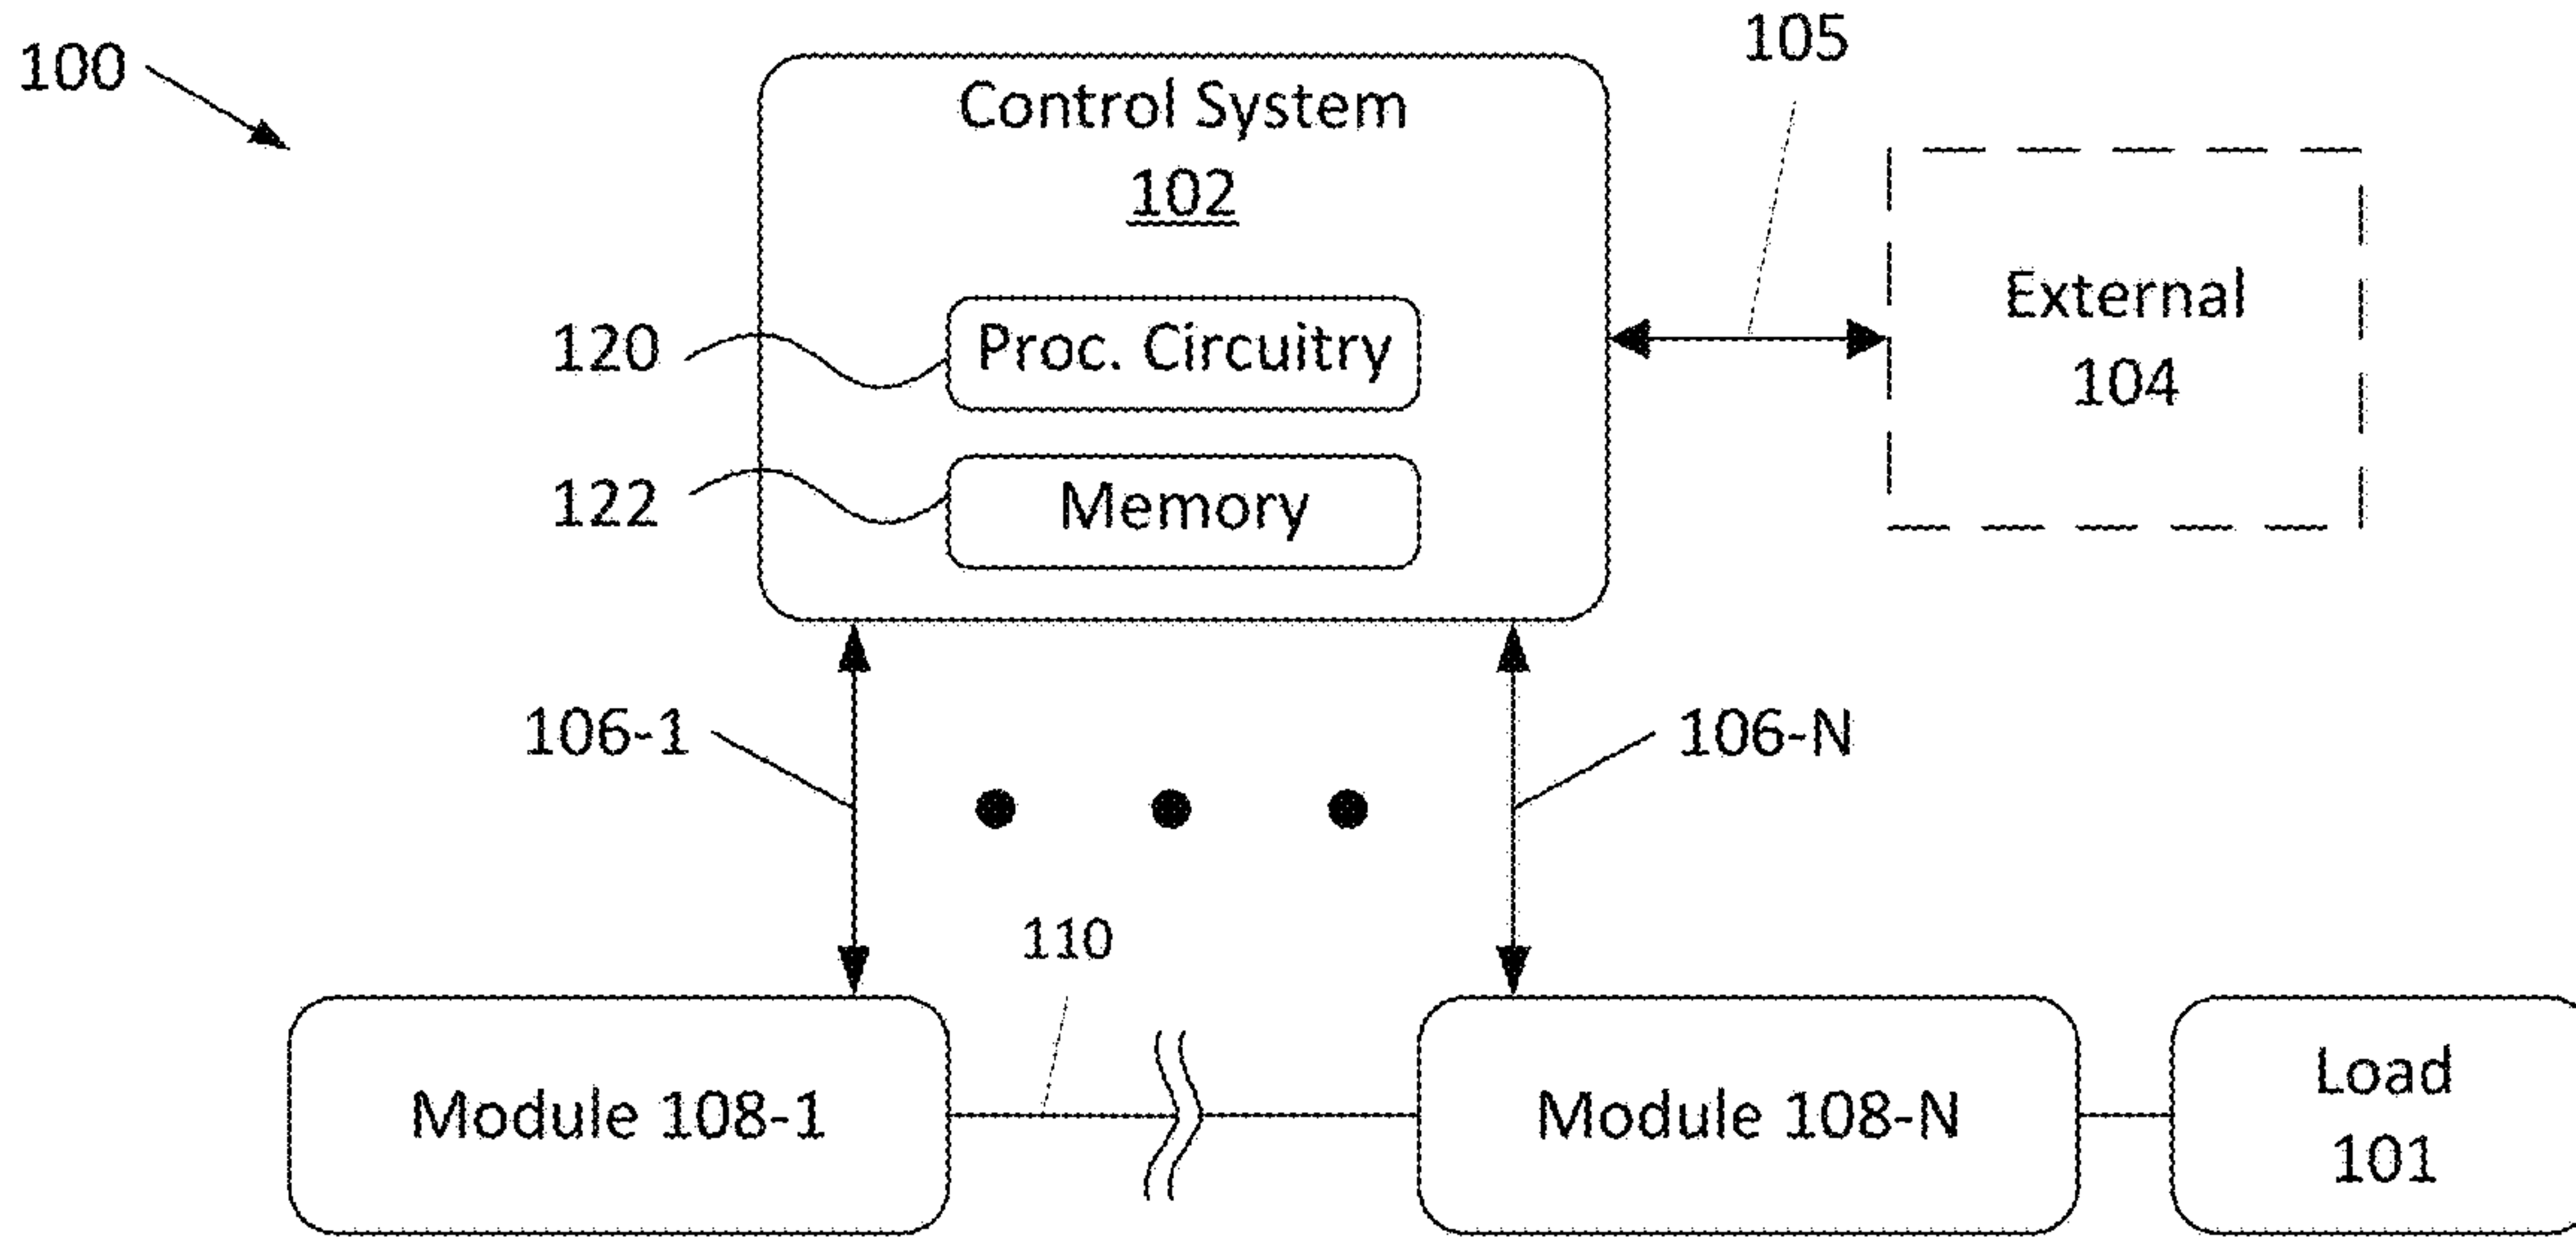 100
105
Control System
102
External
104
120
Proc. Circuitry
122
Memory
106-1
106-N
110
Module 108-1
Module 108-N
Load
101